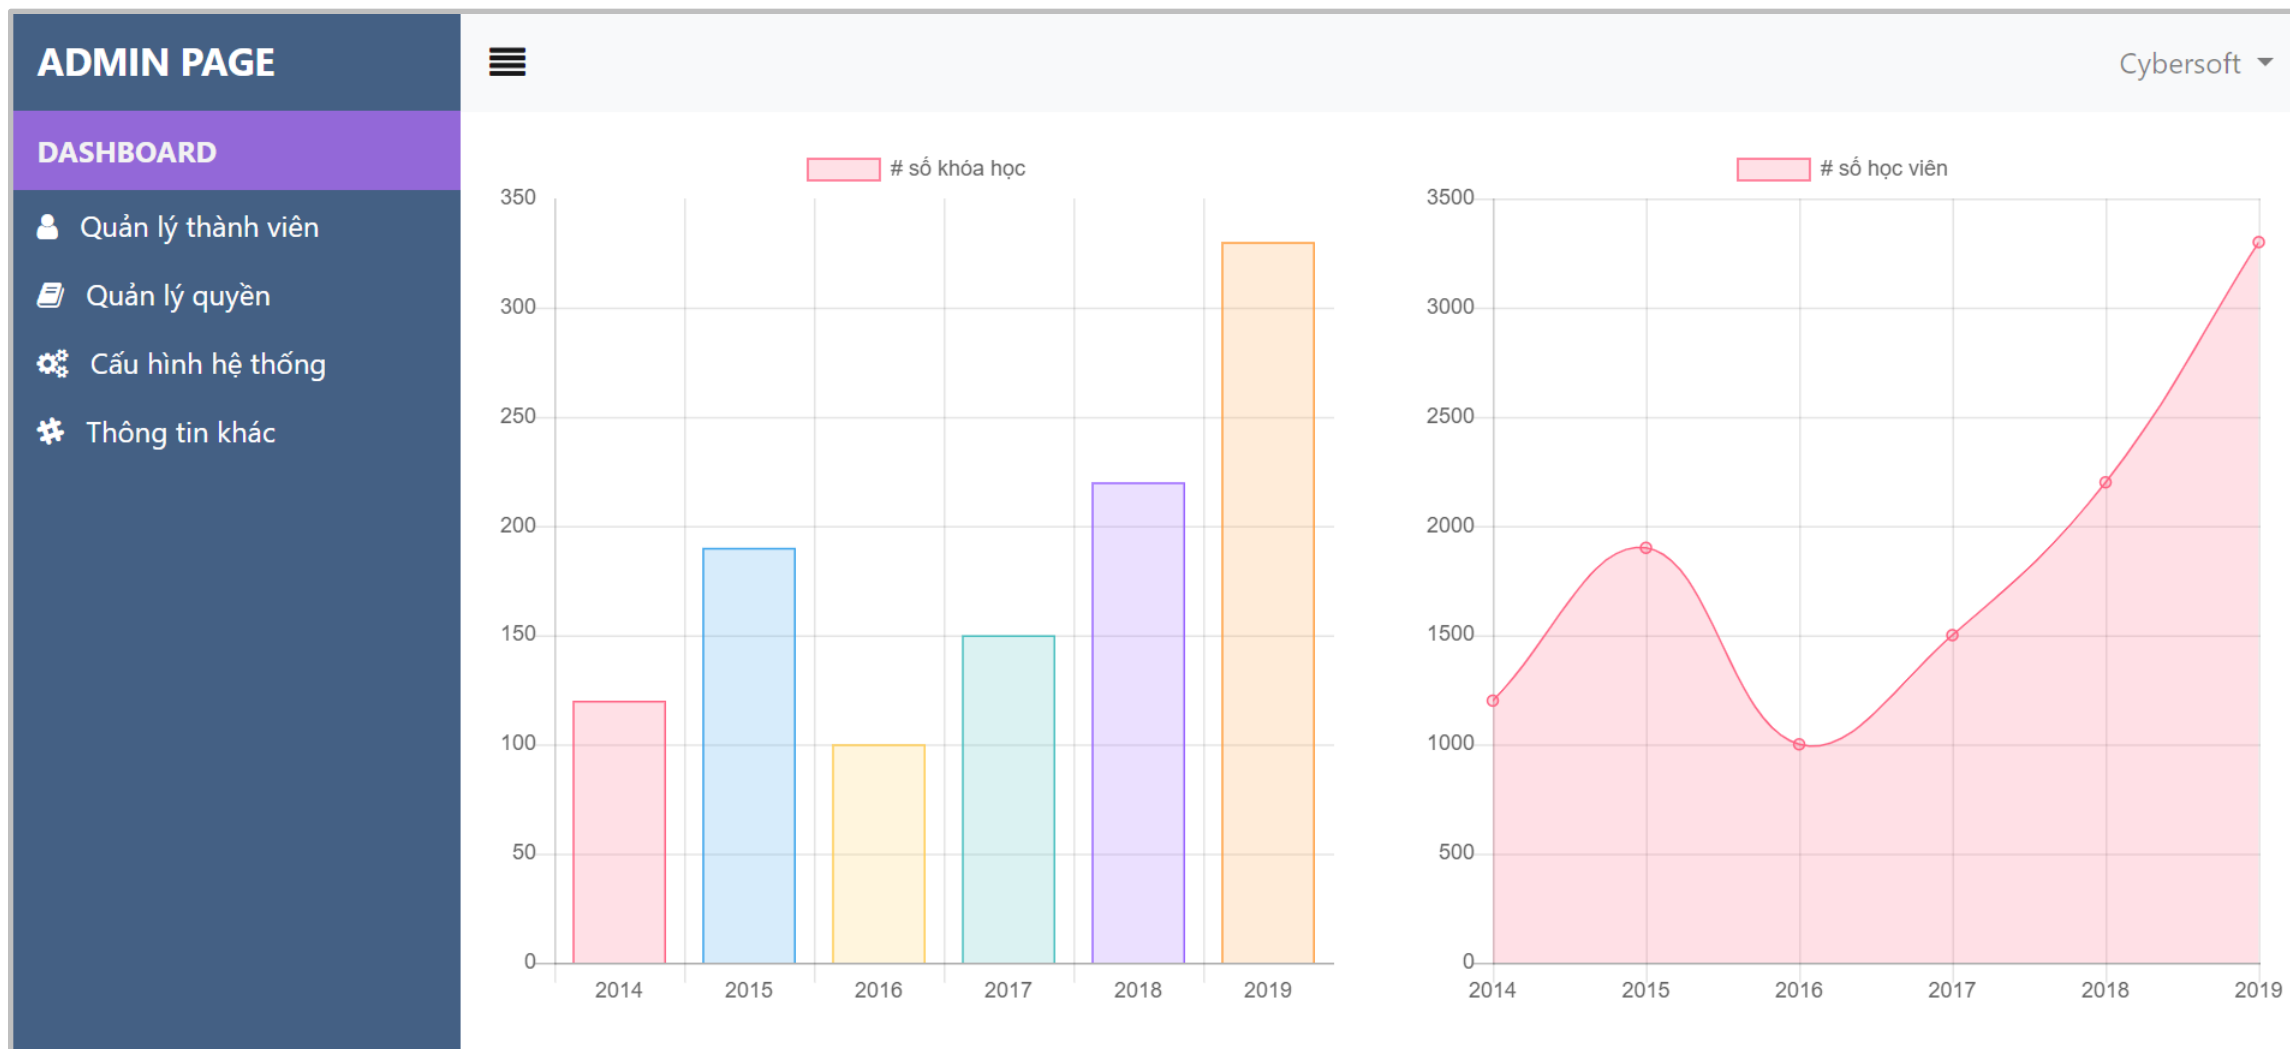 ADMIN PAGE
Cybersoft
DASHBOARD
Quản lý thành viên
Quản lý quyền
Cấu hình hệ thống
Thông tin khác
# số khóa học
350
300
250
200
150
100
50
0
2014 2015 2016 2017 2018 2019
# số học viên
3500
3000
2500
2000
1500
1000
500
0
2014 2015 2016 2017 2018 2019